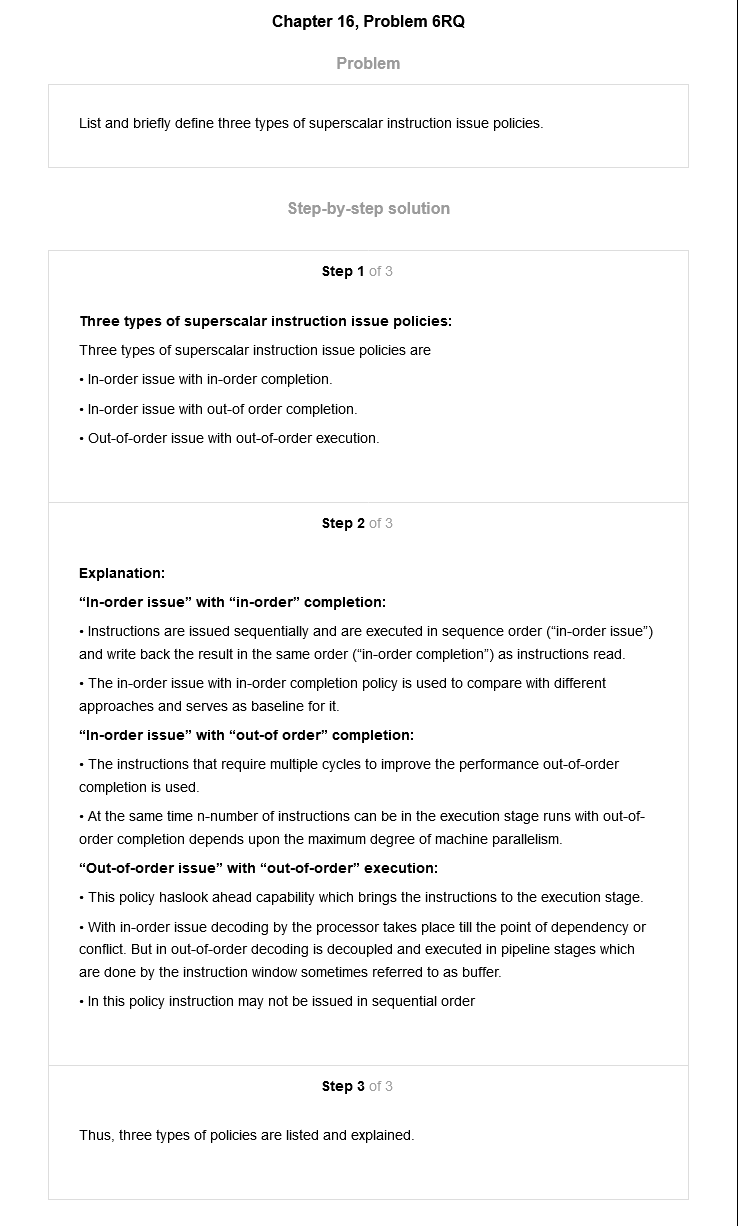 Chapter 16, Problem 6RQ
Problem
List and briefly define three types of superscalar instruction issue policies.
Step-by-step solution
Step 1 of 3
Three types of superscalar instruction issue policies:
Three types of superscalar instruction issue policies are
• In-order issue with in-order completion.
• In-order issue with out-of order completion.
• Out-of-order issue with out-of-order execution.
Step 2 of 3
Explanation:
“In-order issue” with “in-order” completion:
• Instructions are issued sequentially and are executed in sequence order (“in-order issue”)
and write back the result in the same order (“in-order completion”) as instructions read.
• The in-order issue with in-order completion policy is used to compare with different
approaches and serves as baseline for it.
“In-order issue” with “out-of order” completion:
• The instructions that require multiple cycles to improve the performance out-of-order
completion is used.
• At the same time n-number of instructions can be in the execution stage runs with out-of-
order completion depends upon the maximum degree of machine parallelism.
“Out-of-order issue” with “out-of-order” execution:
• This policy haslook ahead capability which brings the instructions to the execution stage.
• With in-order issue decoding by the processor takes place till the point of dependency or
conflict. But in out-of-order decoding is decoupled and executed in pipeline stages which
are done by the instruction window sometimes referred to as buffer.
• In this policy instruction may not be issued in sequential order
Step 3 of 3
Thus, three types of policies are listed and explained.